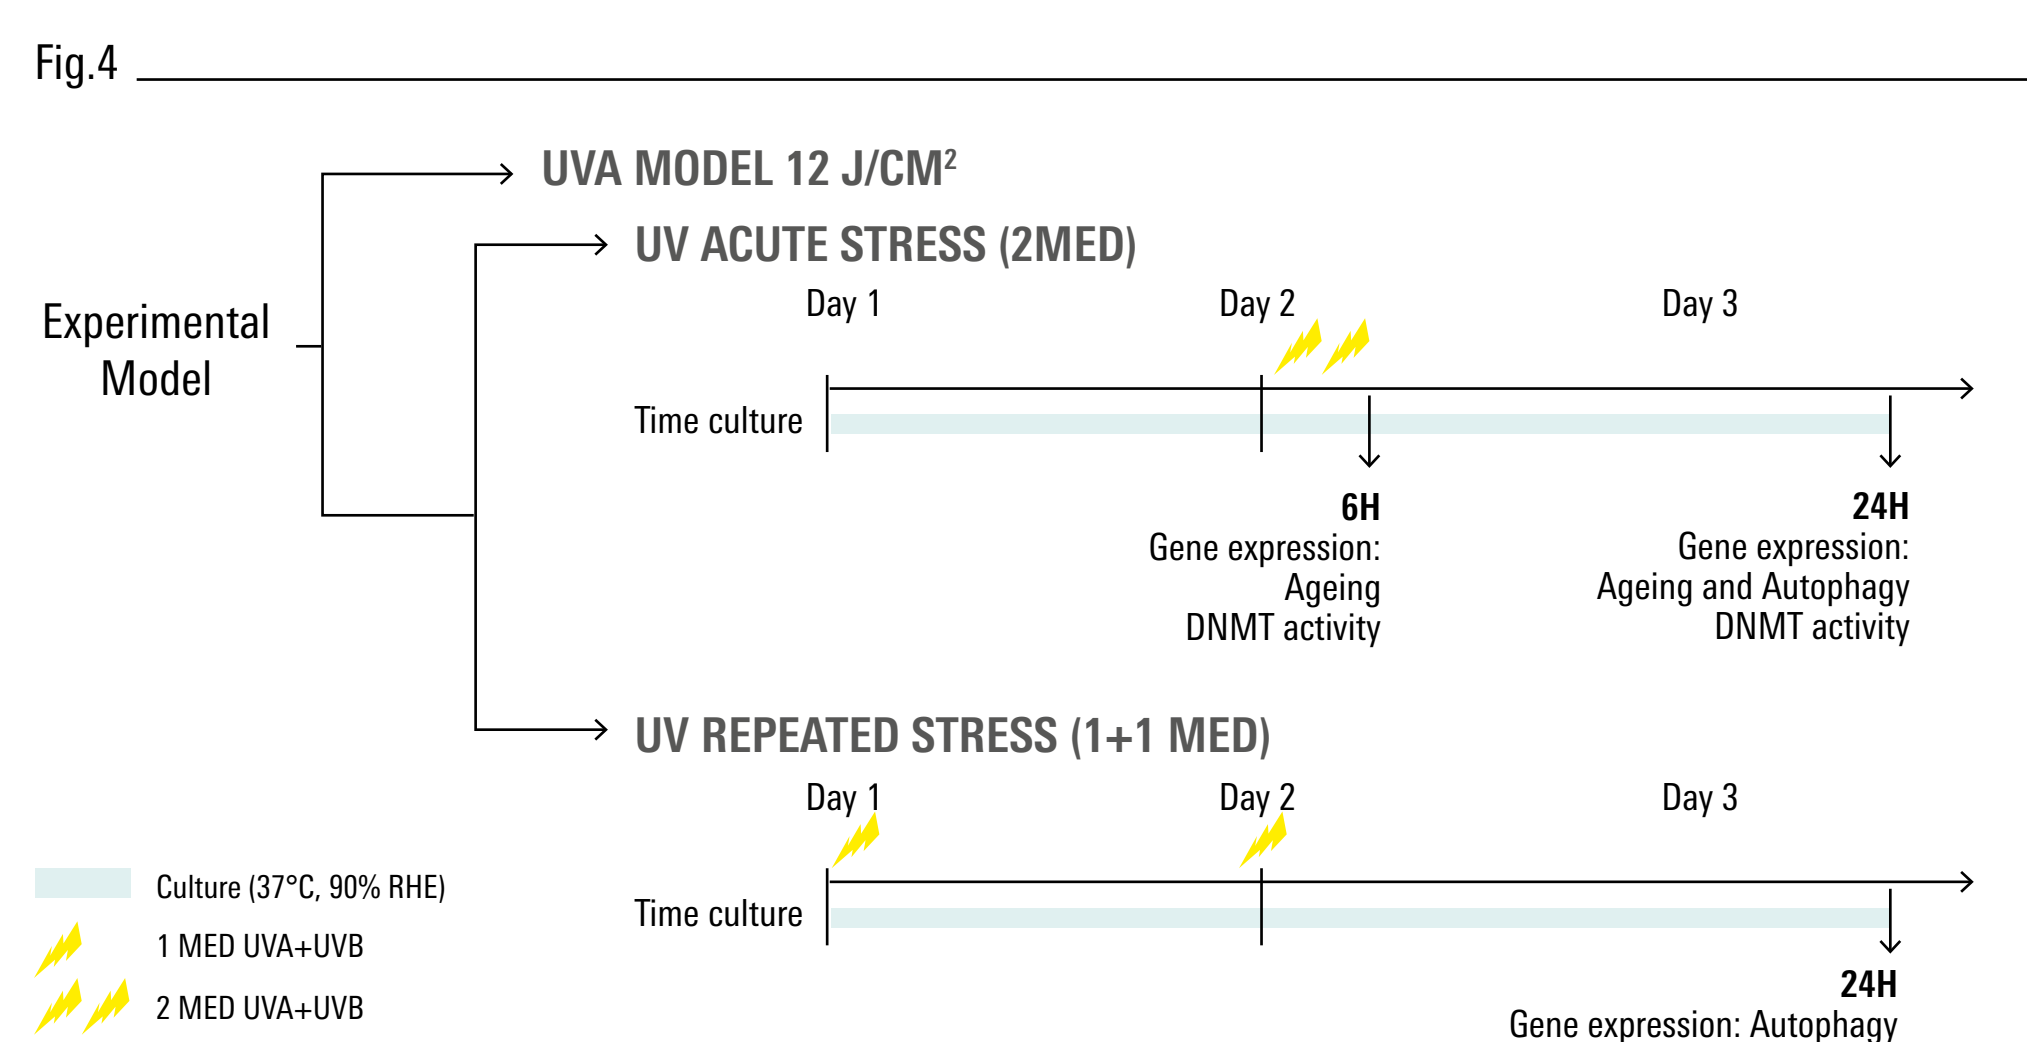 Fig.4
Experimental
Model
UVA MODEL 12 J/CM²
UV ACUTE STRESS (2MED)
Day 1
Day 2
Day 3
Time culture
6H
Gene expression:
Ageing
DNMT activity
24H
Gene expression:
Ageing and Autophagy
DNMT activity
UV REPEATED STRESS (1+1 MED)
Day 1
Day 2
Day 3
Time culture
24H
Gene expression: Autophagy
Culture (37°C, 90% RHE)
1 MED UVA+UVB
2 MED UVA+UVB